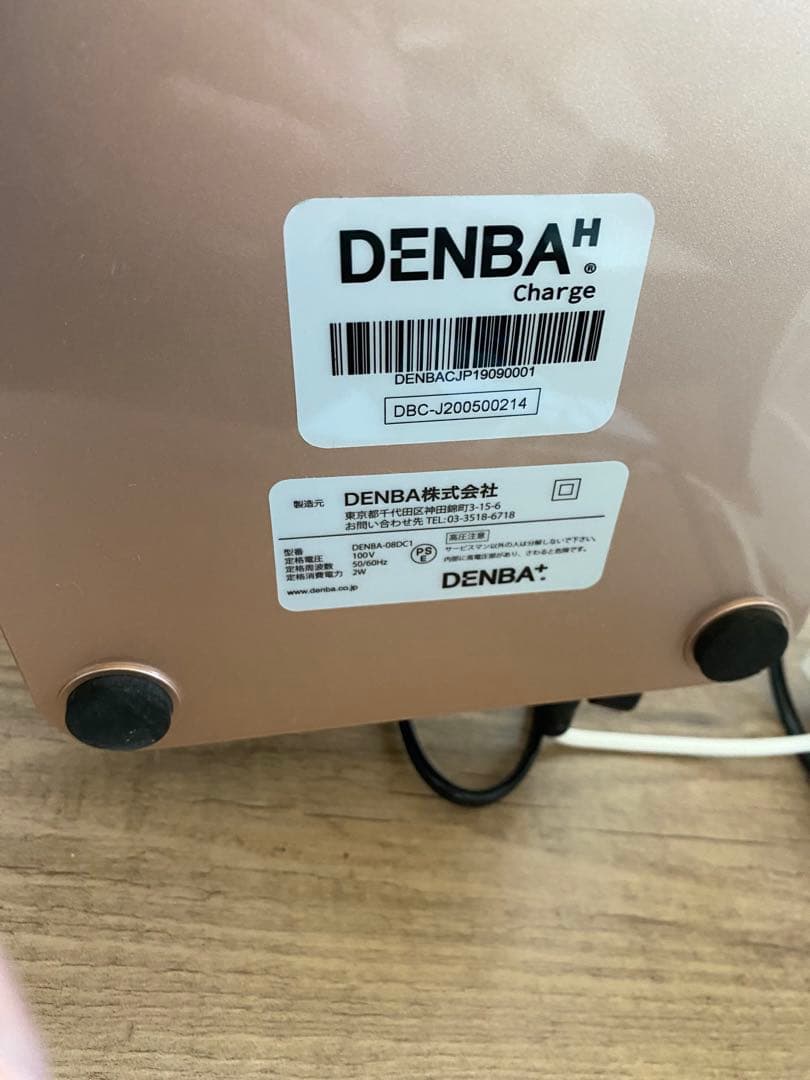 DENBA H ®
Charge
DENBACJP19090001
DBC-J200500214
製造元 DENBA株式会社
東京都千代田区神田錦町3-15-6
お問い合わせ先 TEL:03-3518-6718
型番 DENBA-08DC1
定格電圧 100V
定格周波数 50/60Hz
定格消費電力 2W
www.denba.co.jp
PS
E
高圧注意
サービスマン以外の人は分解しないで下さい。
内部に高電圧部があり、さわると危険です。
DENBA+